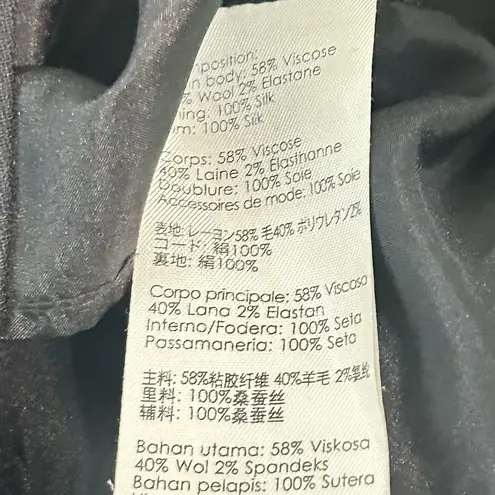 position:
n body: 58% Viscose
% Wool 2% Elastane
ning: 100% Silk
um: 100% Silk
Corps: 58% Viscose
40% Laine 2% Elasthanne
Doublure: 100% Soie
Accessoires de mode: 100% Soie
表地: レーヨン58% 毛40% ポリウレタン2%
コード: 絹100%
裏地: 絹100%
Corpo principale: 58% Viscosa
40% Lana 2% Elastan
Interno/Fodera: 100% Seta
Passamaneria: 100% Seta
主料: 58%粘胶纤维 40%羊毛 2%氨纶
里料: 100%桑蚕丝
辅料: 100%桑蚕丝
Bahan utama: 58% Viskosa
40% Wol 2% Spandeks
Bahan pelapis: 100% Sutera